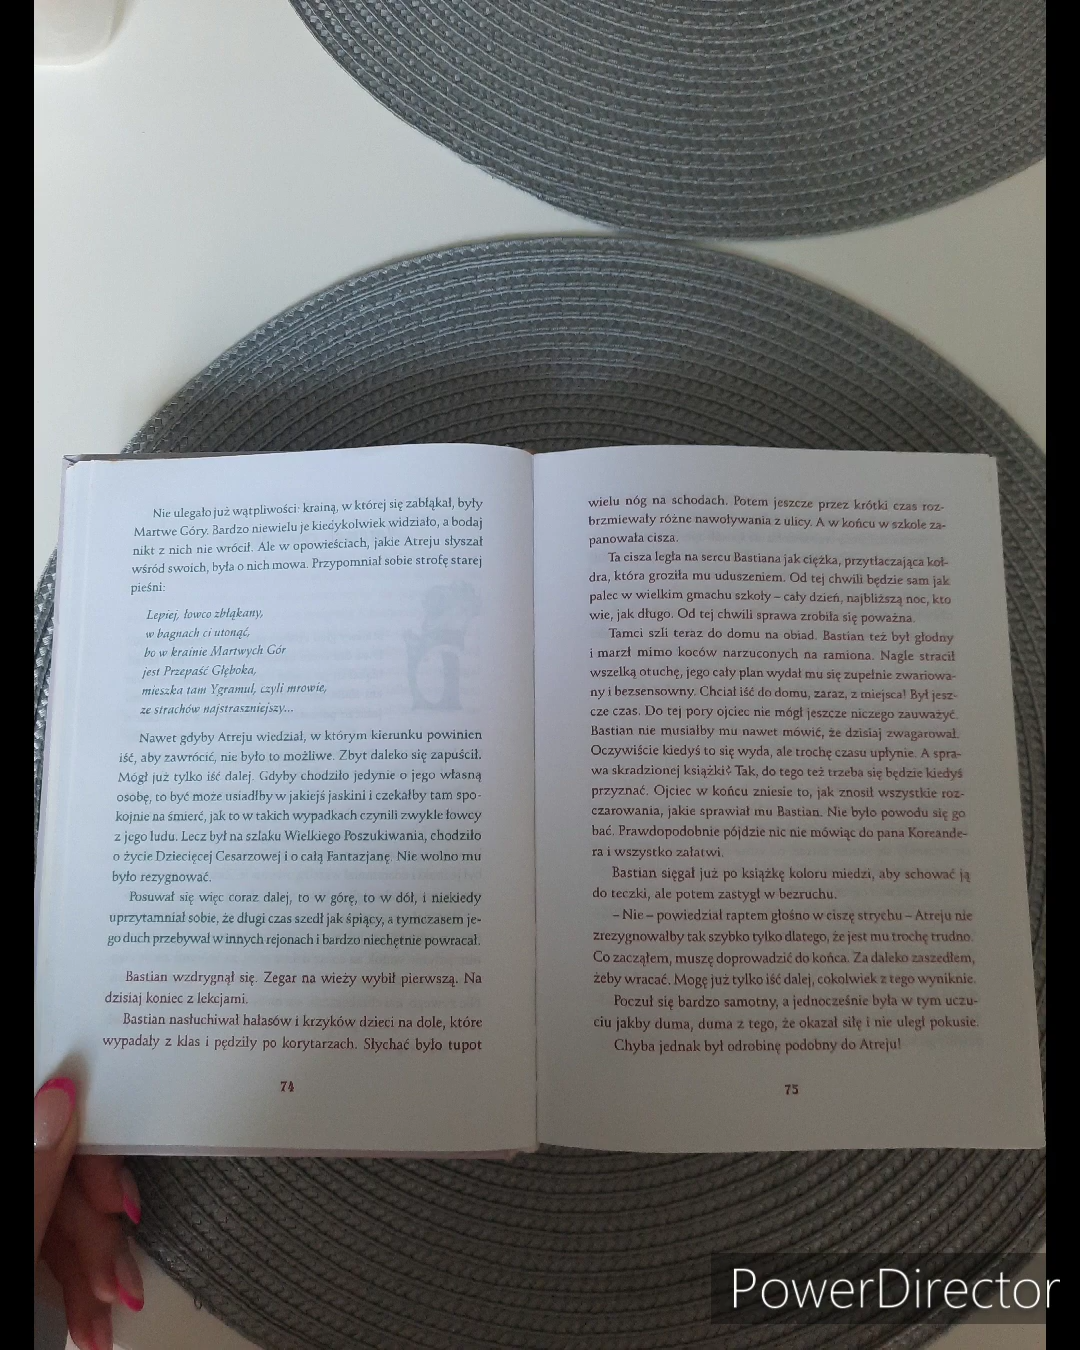 Nie ulegało już wątpliwości: krainą, w której się zabłąkał, były
Martwe Góry. Bardzo niewielu je kiedykolwiek widziało, a bodaj
nikt z nich nie wrócił. Ale w opowieściach, jakie Atreju słyszał
wśród swoich, była o nich mowa. Przypomniał sobie strofę starej
pieśni:
Lepiej, łowco zbłąkany,
w bagnach ci utonąć,
bo w krainie Martwych Gór
jest Przepaść Głęboka,
mieszka tam Ygramul, czyli mrowie,
ze strachów najstraszniejszy...
Nawet gdyby Atreju wiedział, w którym kierunku powinien
iść, aby zawrócić, nie było to możliwe. Zbyt daleko się zapuścił.
Mógł już tylko iść dalej. Gdyby chodziło jedynie o jego własną
osobę, to być może usiadłby w jakiejś jaskini i czekałby tam spo-
kojnie na śmierć, jak to w takich wypadkach czynili zwykle łowcy
z jego ludu. Lecz był na szlaku Wielkiego Poszukiwania, chodziło
o życie Dziecięcej Cesarzowej i o całą Fantazjanę. Nie wolno mu
było rezygnować.
Posuwał się więc coraz dalej, to w górę, to w dół, i niekiedy
uprzytamniał sobie, że długi czas szedł jak śpiący, a tymczasem je-
go duch przebywał w innych rejonach i bardzo niechętnie powracał.
Bastian wzdrygnął się. Zegar na wieży wybił pierwszą. Na
dzisiaj koniec z lekcjami.
Bastian nasłuchiwał hałasów i krzyków dzieci na dole, które
wypadały z klas i pędziły po korytarzach. Słychać było tupot
74
wielu nóg na schodach. Potem jeszcze przez krótki czas roz-
brzmiewały różne nawoływania z ulicy. A w końcu w szkole za-
panowała cisza.
Ta cisza legła na sercu Bastiana jak ciężka, przytłaczająca koł-
dra, która groziła mu uduszeniem. Od tej chwili będzie sam jak
palec w wielkim gmachu szkoły – cały dzień, najbliższą noc, kto
wie, jak długo. Od tej chwili sprawa zrobiła się poważna.
Tamci szli teraz do domu na obiad. Bastian też był głodny
i marzł mimo koców narzuconych na ramiona. Nagle stracił
wszelką otuchę, jego cały plan wydał mu się zupełnie zwariowa-
ny i bezsensowny. Chciał iść do domu, zaraz, z miejsca! Był jesz-
cze czas. Do tej pory ojciec nie mógł jeszcze niczego zauważyć.
Bastian nie musiałby mu nawet mówić, że dzisiaj zwagarował.
Oczywiście kiedyś to się wyda, ale trochę czasu upłynie. A spra-
wa skradzionej książki? Tak, do tego też trzeba się będzie kiedyś
przyznać. Ojciec w końcu zniesie to, jak znosił wszystkie roz-
czarowania, jakie sprawiał mu Bastian. Nie było powodu się go
bać. Prawdopodobnie pójdzie nic nie mówiąc do pana Koreande-
ra i wszystko załatwi.
Bastian sięgał już po książkę koloru miedzi, aby schować ją
do teczki, ale potem zastygł w bezruchu.
– Nie – powiedział raptem głośno w ciszę strychu – Atreju nie
zrezygnowałby tak szybko tylko dlatego, że jest mu trochę trudno.
Co zacząłem, muszę doprowadzić do końca. Za daleko zaszedłem,
żeby wracać. Mogę już tylko iść dalej, cokolwiek z tego wyniknie.
Poczuł się bardzo samotny, a jednocześnie była w tym uczu-
ciu jakby duma, duma z tego, że okazał siłę i nie uległ pokusie.
Chyba jednak był odrobinę podobny do Atreju!
75
PowerDirector